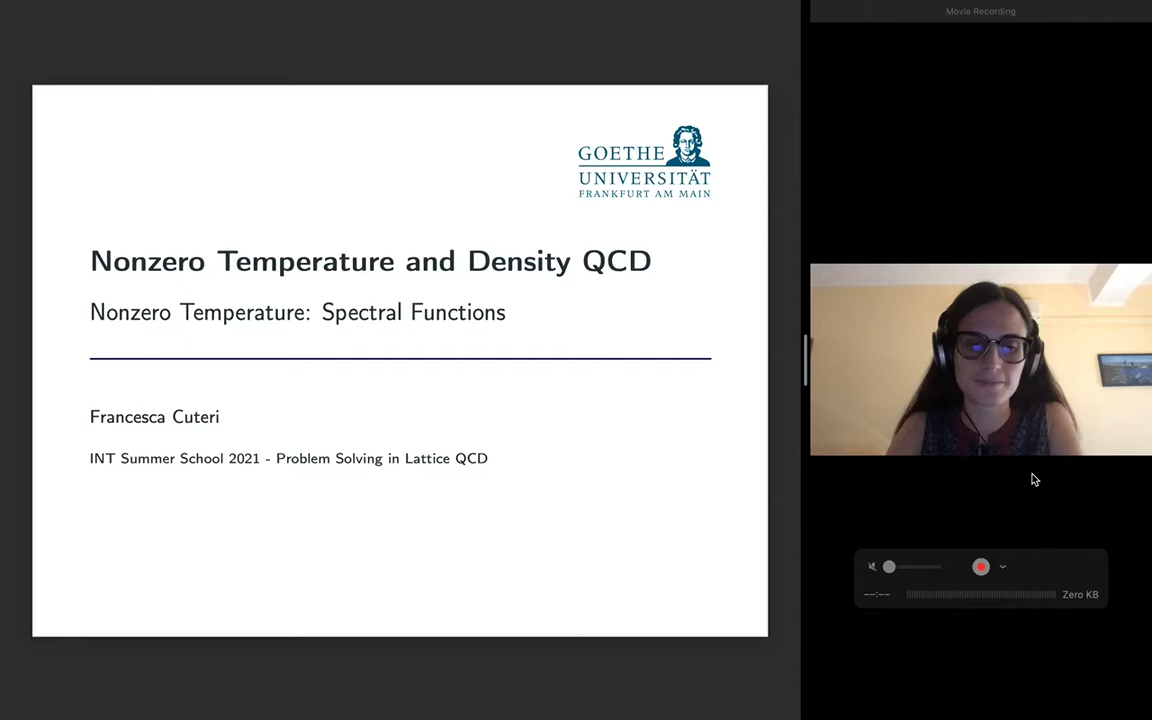 Movie Recording
GOETHE
UNIVERSITÄT
FRANKFURT AM MAIN
Nonzero Temperature and Density QCD
Nonzero Temperature: Spectral Functions
Francesca Cuteri
INT Summer School 2021 - Problem Solving in Lattice QCD
--:--
Zero KB